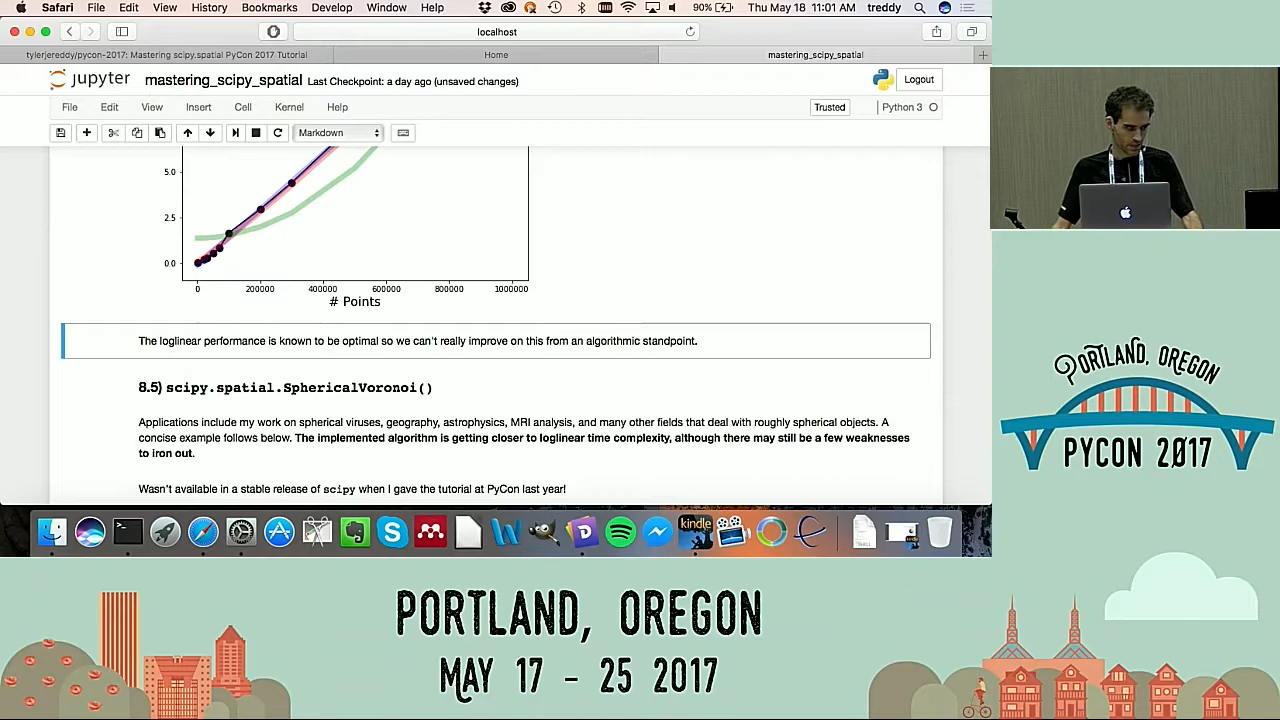 Safari File Edit View History Bookmarks Develop Window Help 90% Thu May 18 11:01 AM treddy
localhost
tylerjereddy/pycon-2017: Mastering scipy.spatial PyCon 2017 Tutorial Home mastering_scipy_spatial
jupyter mastering_scipy_spatial Last Checkpoint: a day ago (unsaved changes) Logout
File Edit View Insert Cell Kernel Help Trusted Python 3
Markdown
5.0
2.5
0.0
0 200000 400000 600000 800000 1000000
# Points
The loglinear performance is known to be optimal so we can't really improve on this from an algorithmic standpoint.
8.5) scipy.spatial.SphericalVoronoi()
Applications include my work on spherical viruses, geography, astrophysics, MRI analysis, and many other fields that deal with roughly spherical objects. A
concise example follows below. The implemented algorithm is getting closer to loglinear time complexity, although there may still be a few weaknesses
to iron out.
Wasn't available in a stable release of scipy when I gave the tutorial at PyCon last year!
kindle
PORTLAND, OREGON
PYCON 2017
PORTLAND, OREGON
MAY 17 - 25 2017